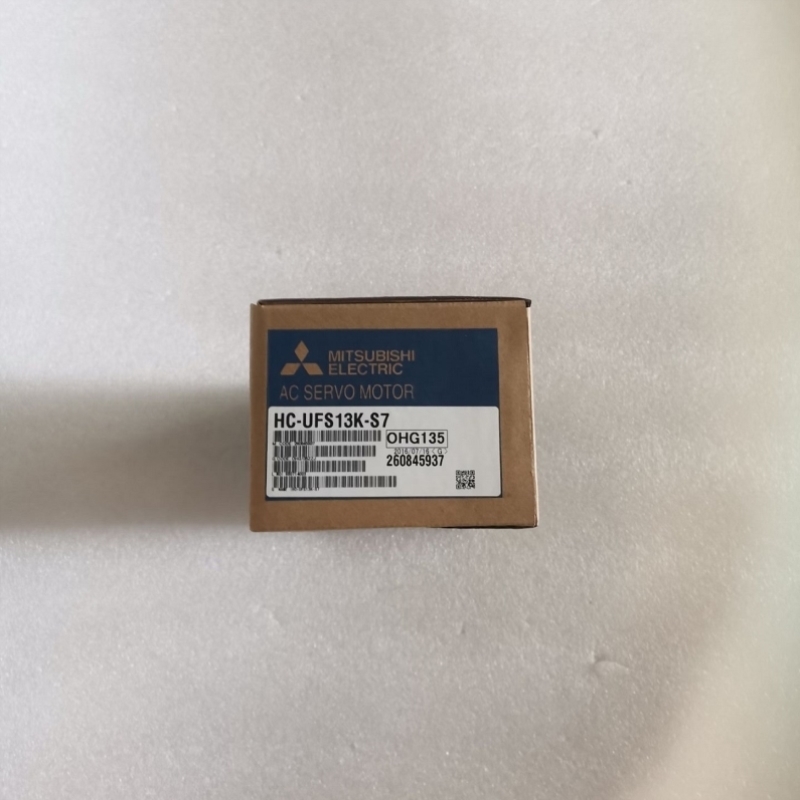 MITSUBISHI
ELECTRIC
AC SERVO MOTOR
HC-UFS13K-S7
OHG135
260845937